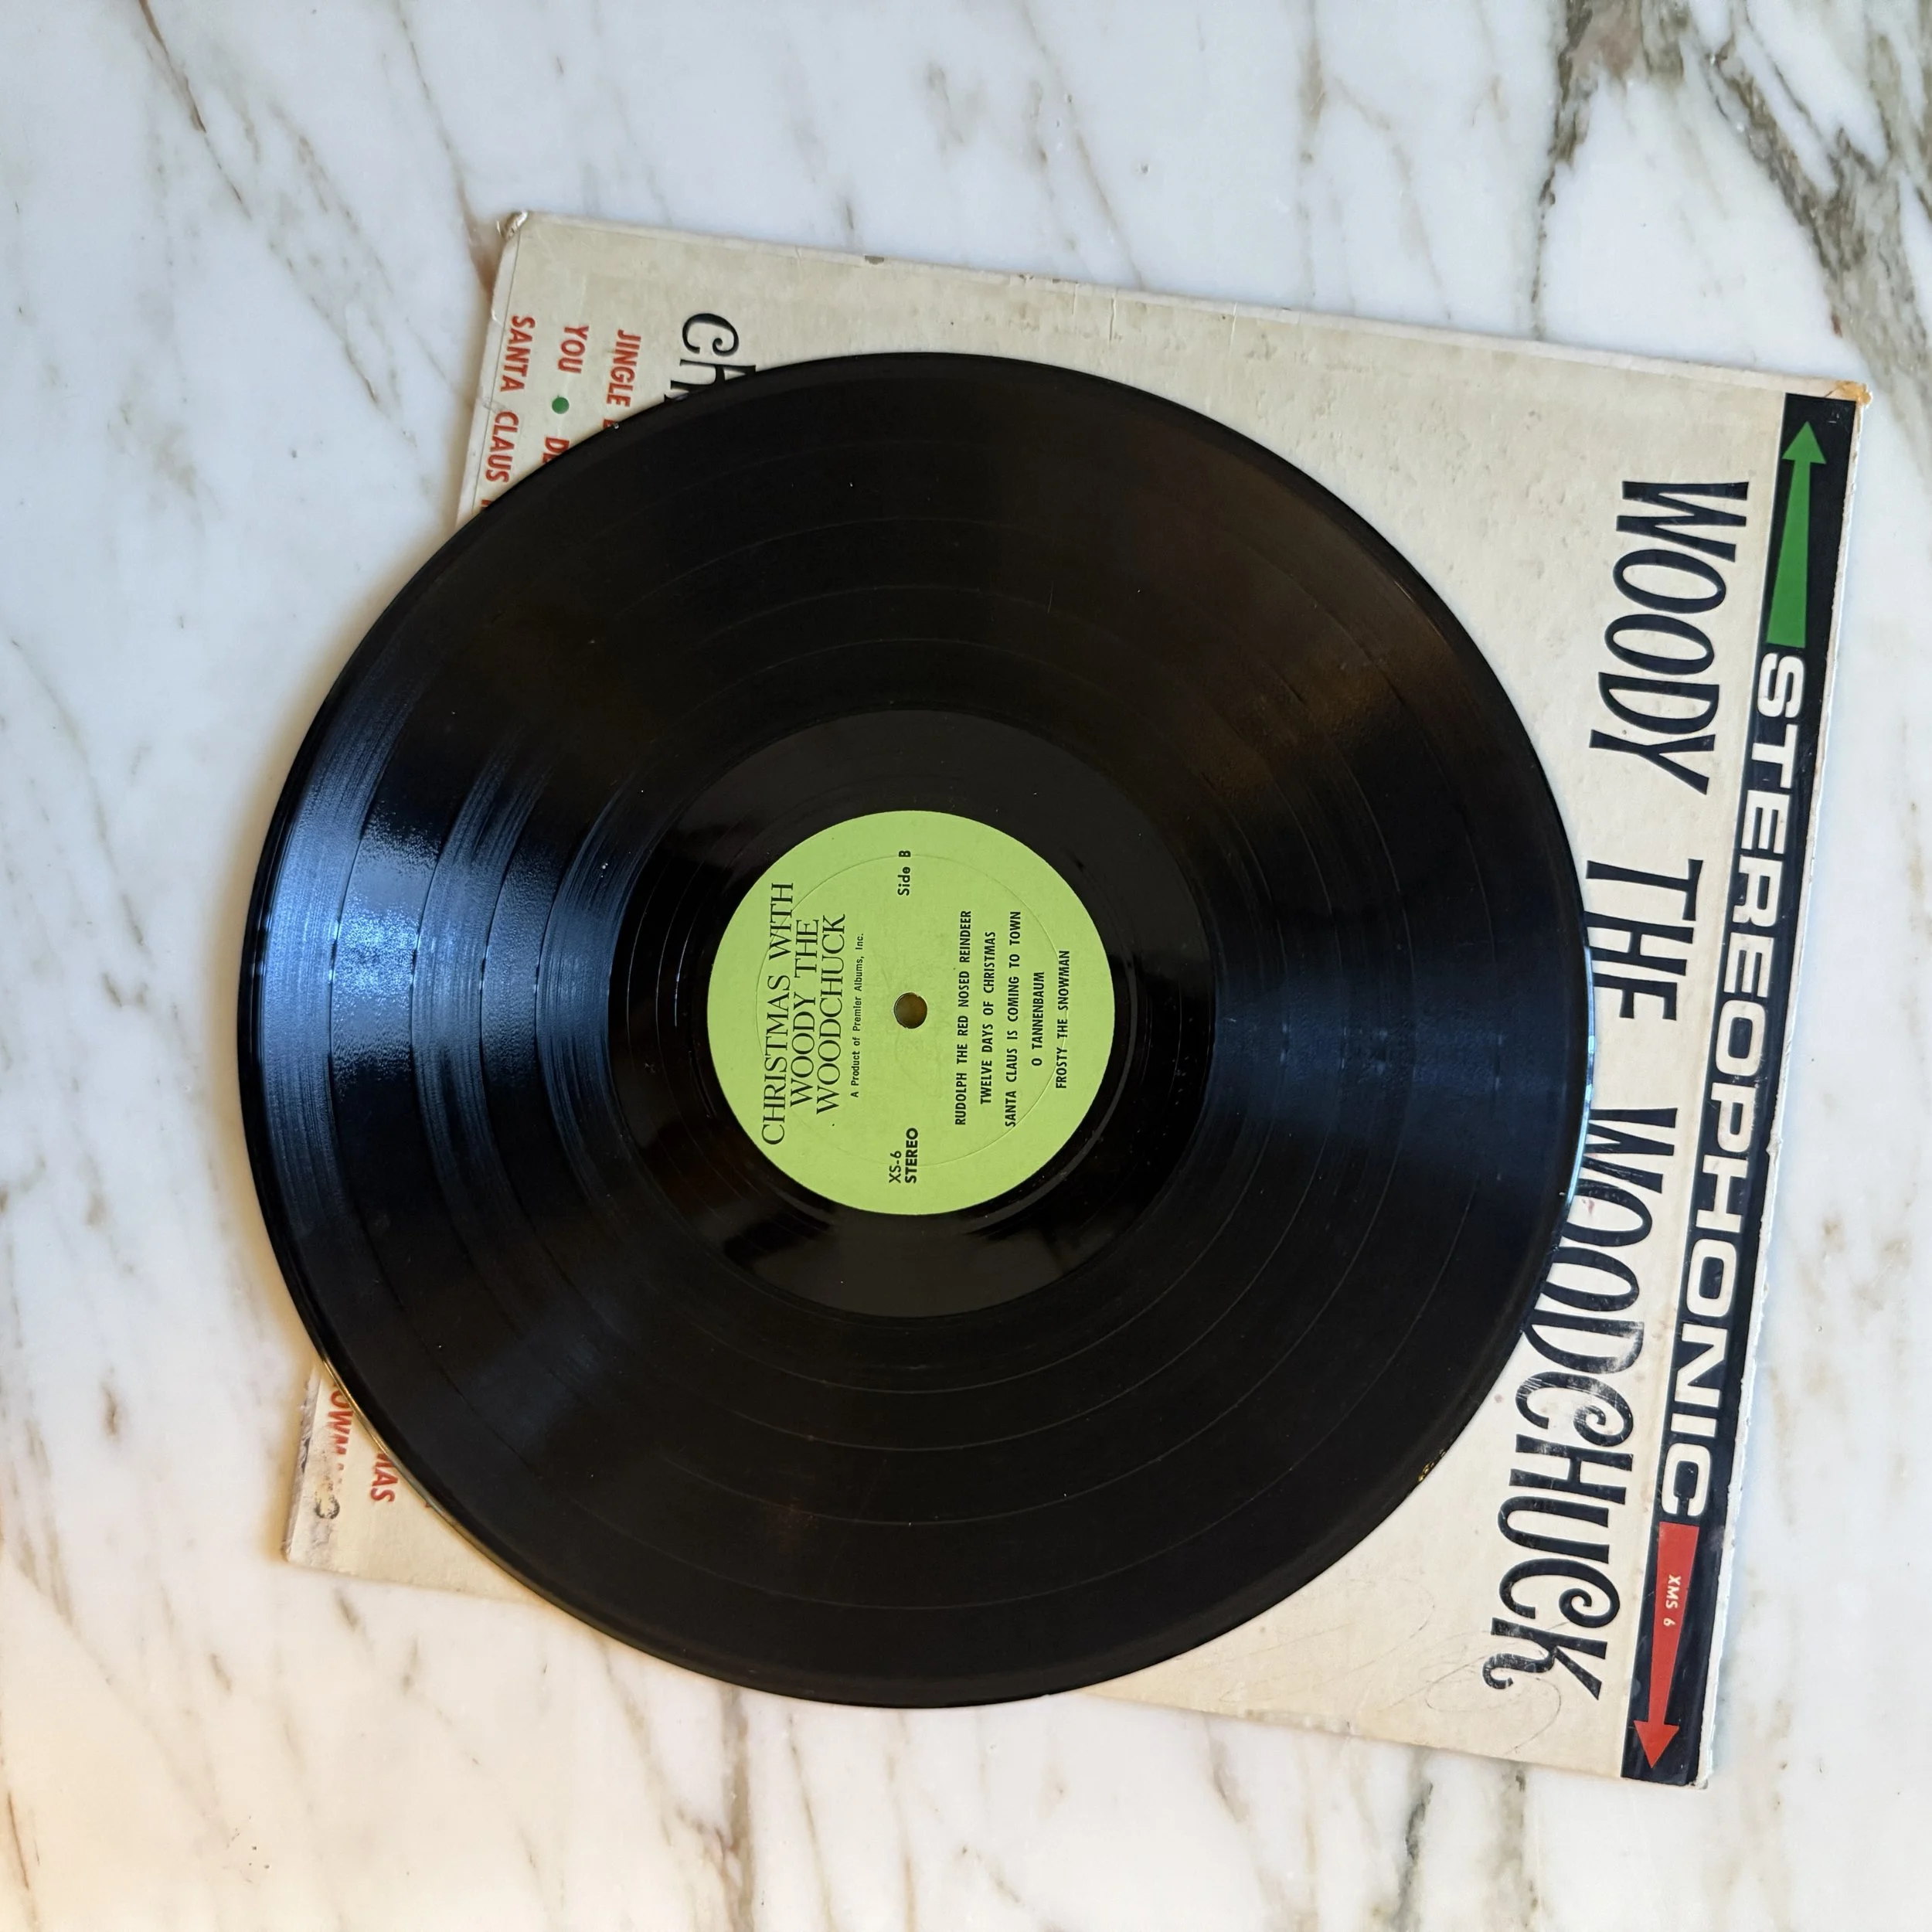 STEREOPHONIC
XMS 6
WOODY THE WOODCHUCK
JINGLE
YOU •
SANTA CLAUS
CHRISTMAS WITH
WOODY THE
WOODCHUCK
A Product of Premier Albums, Inc.
XS-6
STEREO
Side B
RUDOLPH THE RED NOSED REINDEER
TWELVE DAYS OF CHRISTMAS
SANTA CLAUS IS COMING TO TOWN
O TANNENBAUM
FROSTY THE SNOWMAN